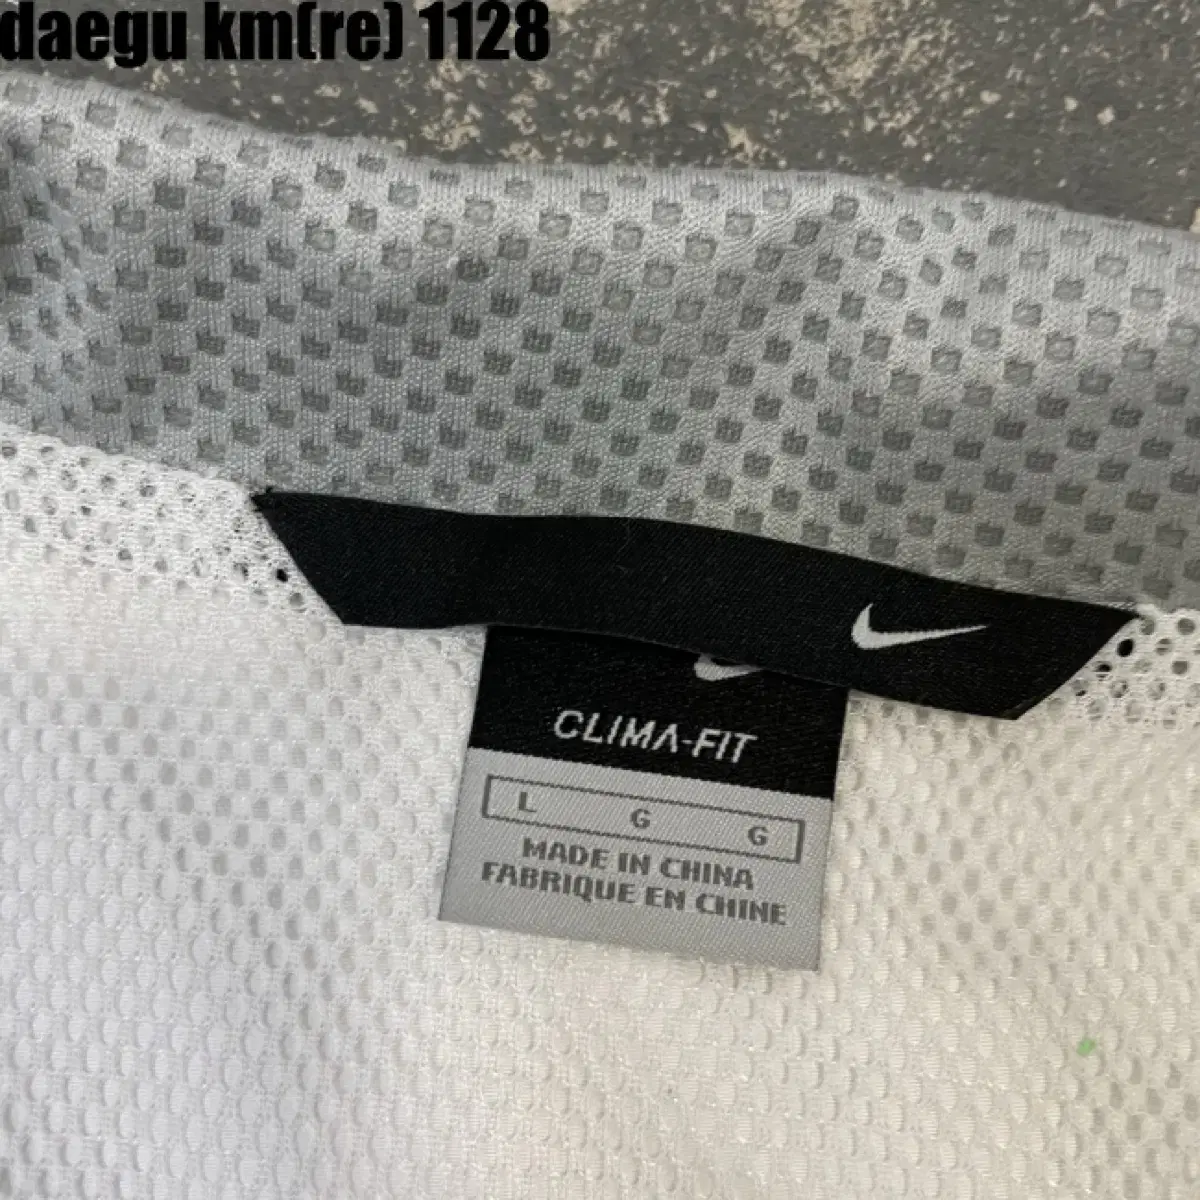 daegu km(re) 1128
CLIMA-FIT
L G G
MADE IN CHINA
FABRIQUE EN CHINE